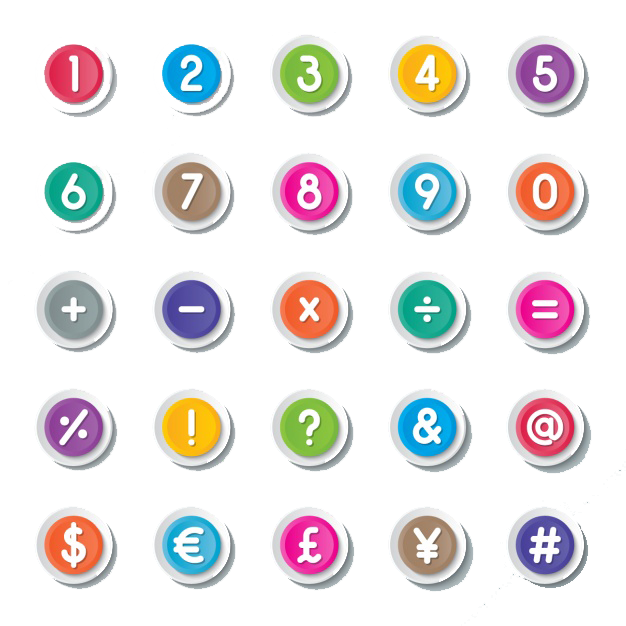 1 2 3 4 5
6 7 8 9 0
+ − x ÷ =
% ! ? & @
$ € £ ¥ #